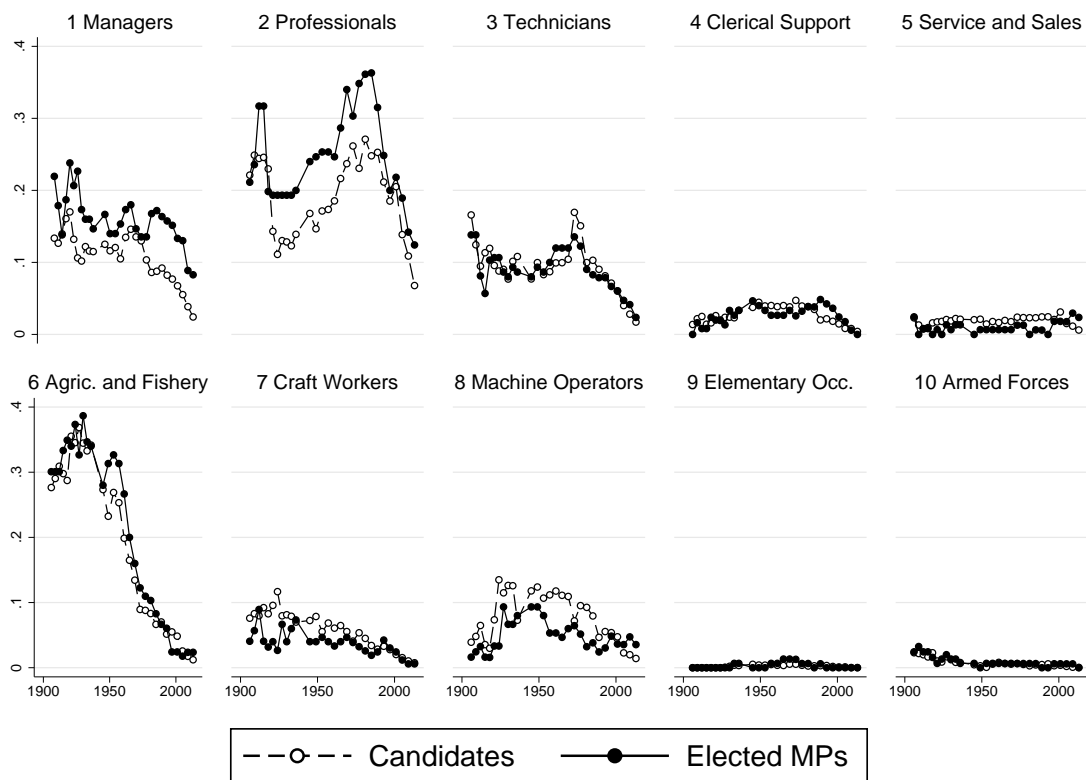 1 Managers
2 Professionals
3 Technicians
4 Clerical Support
5 Service and Sales
.4
.3
.2
.1
0
6 Agric. and Fishery
7 Craft Workers
8 Machine Operators
9 Elementary Occ.
10 Armed Forces
.4
.3
.2
.1
0
1900 1950 2000
1900 1950 2000
1900 1950 2000
1900 1950 2000
1900 1950 2000
Candidates
Elected MPs